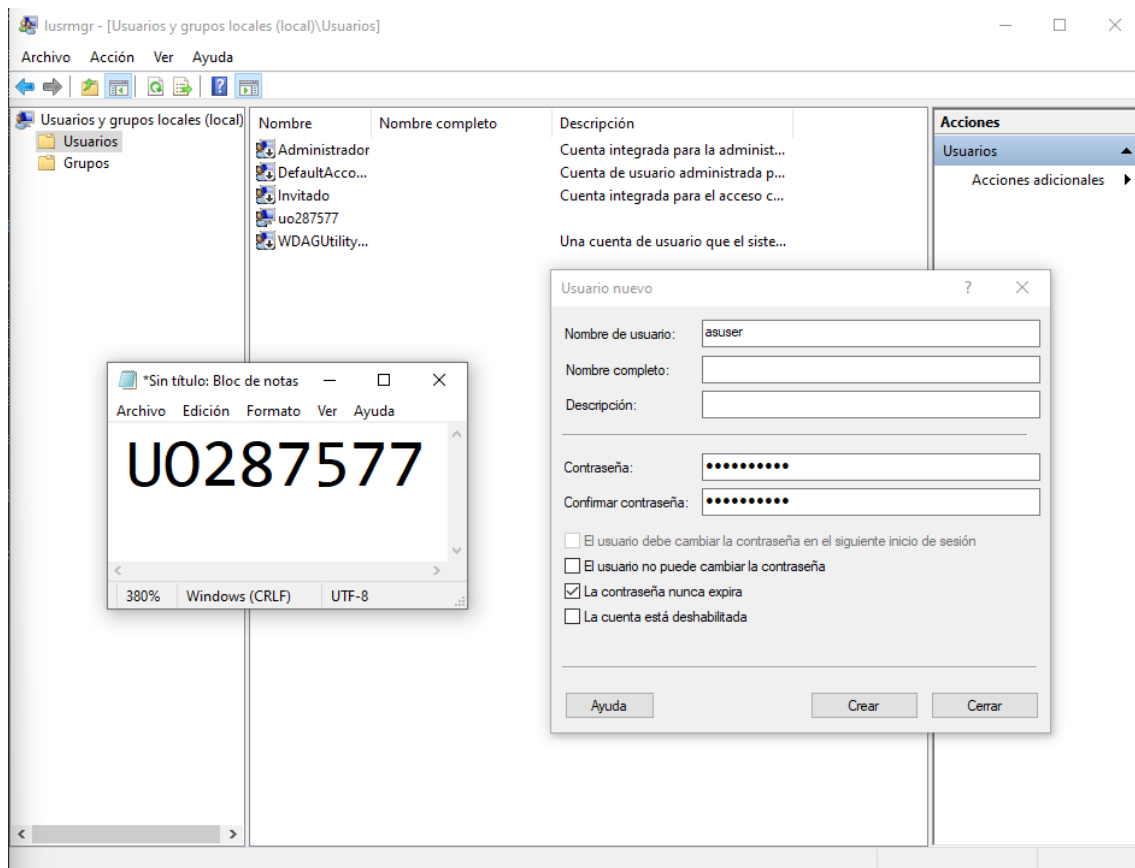 lusrmgr - [Usuarios y grupos locales (local)\Usuarios]
Archivo Acción Ver Ayuda
Usuarios y grupos locales (local)
Usuarios
Grupos
Nombre Nombre completo Descripción
Administrador Cuenta integrada para la administ...
DefaultAcco... Cuenta de usuario administrada p...
Invitado Cuenta integrada para el acceso c...
uo287577
WDAGUtility... Una cuenta de usuario que el siste...
Acciones
Usuarios
Acciones adicionales
*Sin título: Bloc de notas
Archivo Edición Formato Ver Ayuda
UO287577
380% Windows (CRLF) UTF-8
Usuario nuevo
Nombre de usuario: asuser
Nombre completo:
Descripción:
Contraseña: ●●●●●●●●●●
Confirmar contraseña: ●●●●●●●●●●
El usuario debe cambiar la contraseña en el siguiente inicio de sesión
El usuario no puede cambiar la contraseña
La contraseña nunca expira
La cuenta está deshabilitada
Ayuda Crear Cerrar